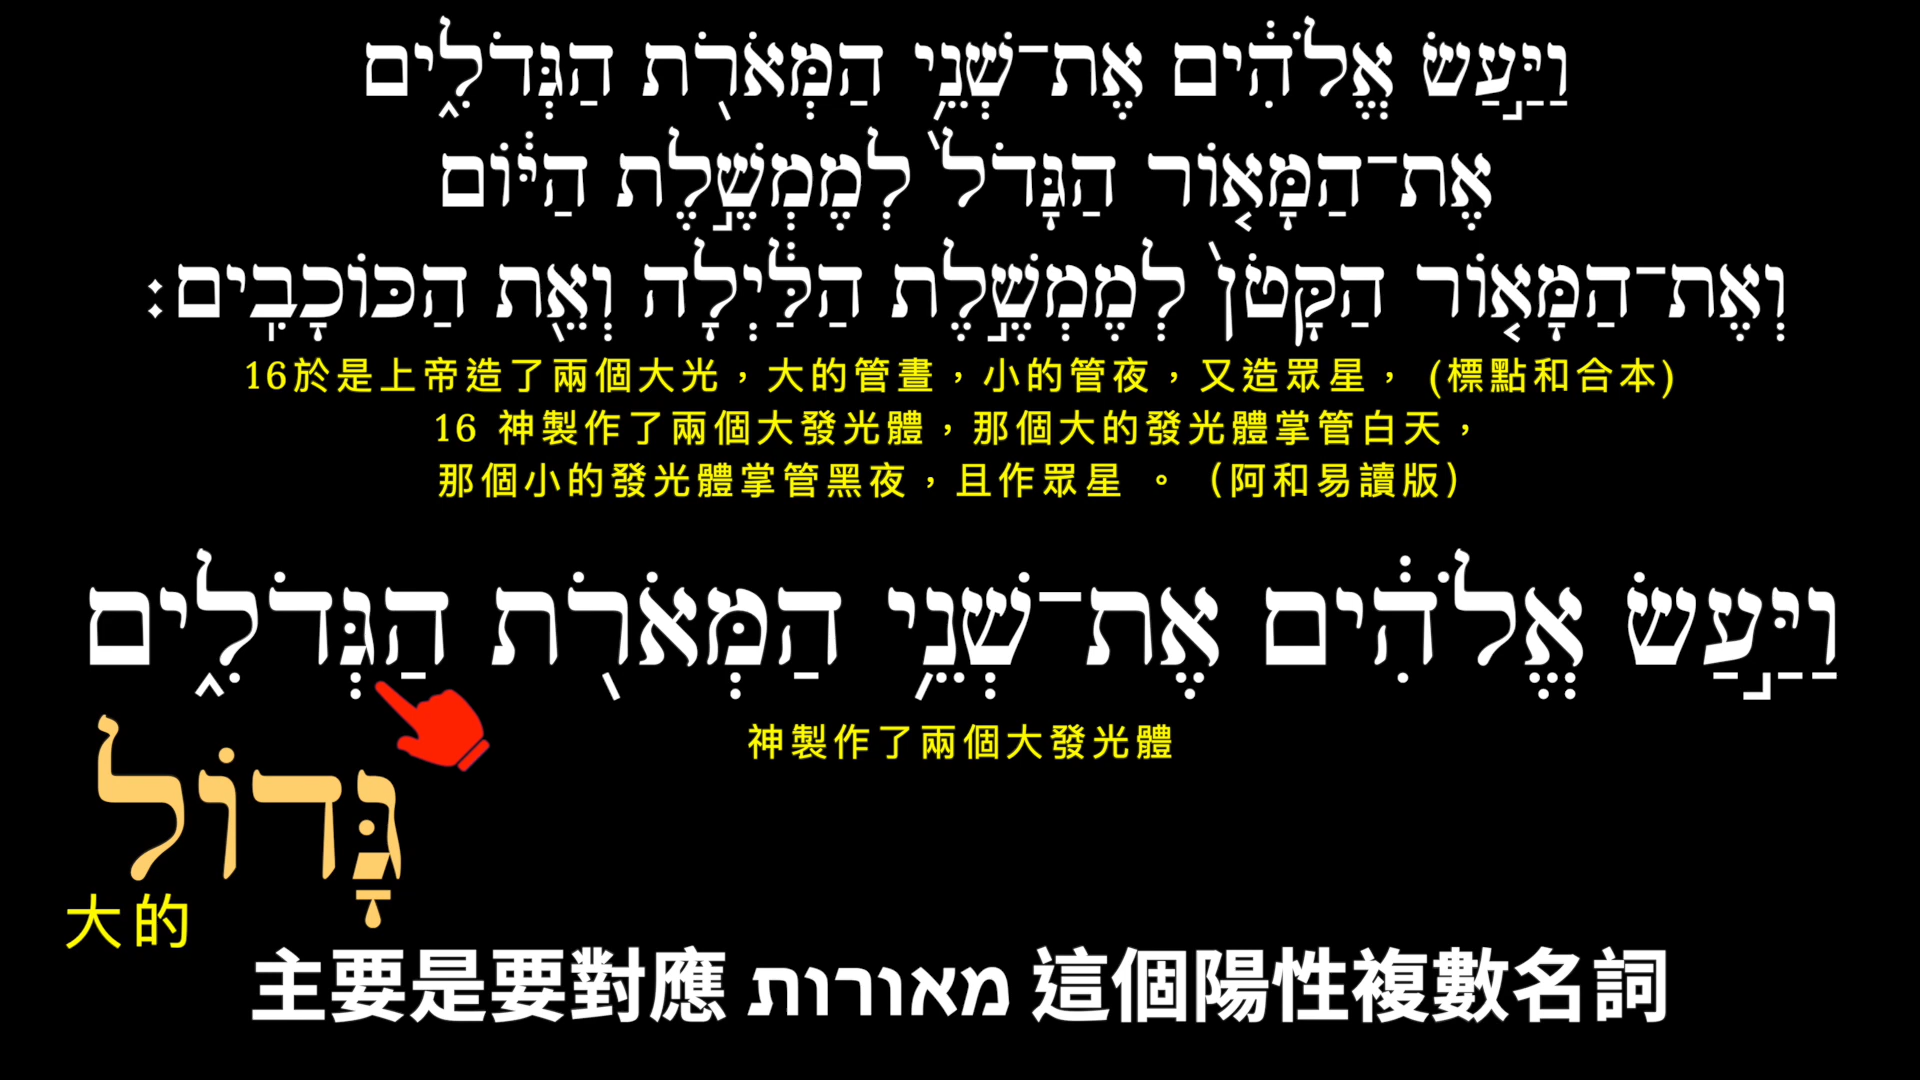 וַיַּ֣עַשׂ אֱלֹהִ֔ים אֶת־שְׁנֵ֥י הַמְּאֹרֹ֖ת הַגְּדֹלִ֑ים
אֶת־הַמָּא֤וֹר הַגָּדֹל֙ לְמֶמְשֶׁ֣לֶת הַיּ֔וֹם
וְאֶת־הַמָּא֤וֹר הַקָּטֹן֙ לְמֶמְשֶׁ֣לֶת הַלַּ֔יְלָה וְאֵ֖ת הַכּוֹכָבִֽים׃
16於是上帝造了兩個大光，大的管晝，小的管夜，又造眾星， (標點和合本)
16 神製作了兩個大發光體，那個大的發光體掌管白天，
那個小的發光體掌管黑夜，且作眾星 。（阿和易讀版）
וַיַּ֣עַשׂ אֱלֹהִ֔ים אֶת־שְׁנֵ֥י הַמְּאֹרֹ֖ת הַגְּדֹלִ֑ים
神製作了兩個大發光體
גָּדוֹל
大的
主要是要對應 מאורות 這個陽性複數名詞